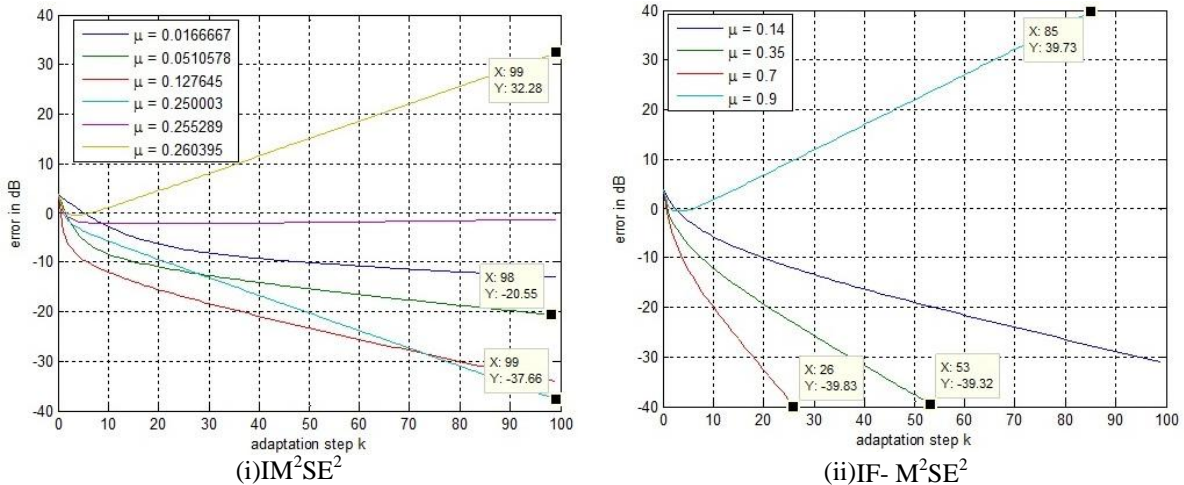 40
30
20
10
0
-10
-20
-30
-40
error in dB
μ = 0.0166667
μ = 0.0510578
μ = 0.127645
μ = 0.250003
μ = 0.255289
μ = 0.260395
X: 99
Y: 32.28
X: 98
Y: -20.55
X: 99
Y: -37.66
0 10 20 30 40 50 60 70 80 90 100
adaptation step k
(i)IM²SE²
40
30
20
10
0
-10
-20
-30
-40
error in dB
μ = 0.14
μ = 0.35
μ = 0.7
μ = 0.9
X: 85
Y: 39.73
X: 26
Y: -39.83
X: 53
Y: -39.32
0 10 20 30 40 50 60 70 80 90 100
adaptation step k
(ii)IF- M²SE²